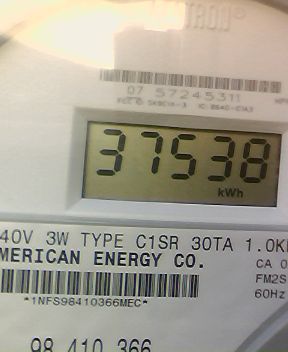 TRON®
07 57245311
37538
kWh
40V 3W TYPE C1SR 30TA 1.0K
MERICAN ENERGY CO.
CA 0
FM2S
60Hz
*1NFS98410366MEC*
98 410 366